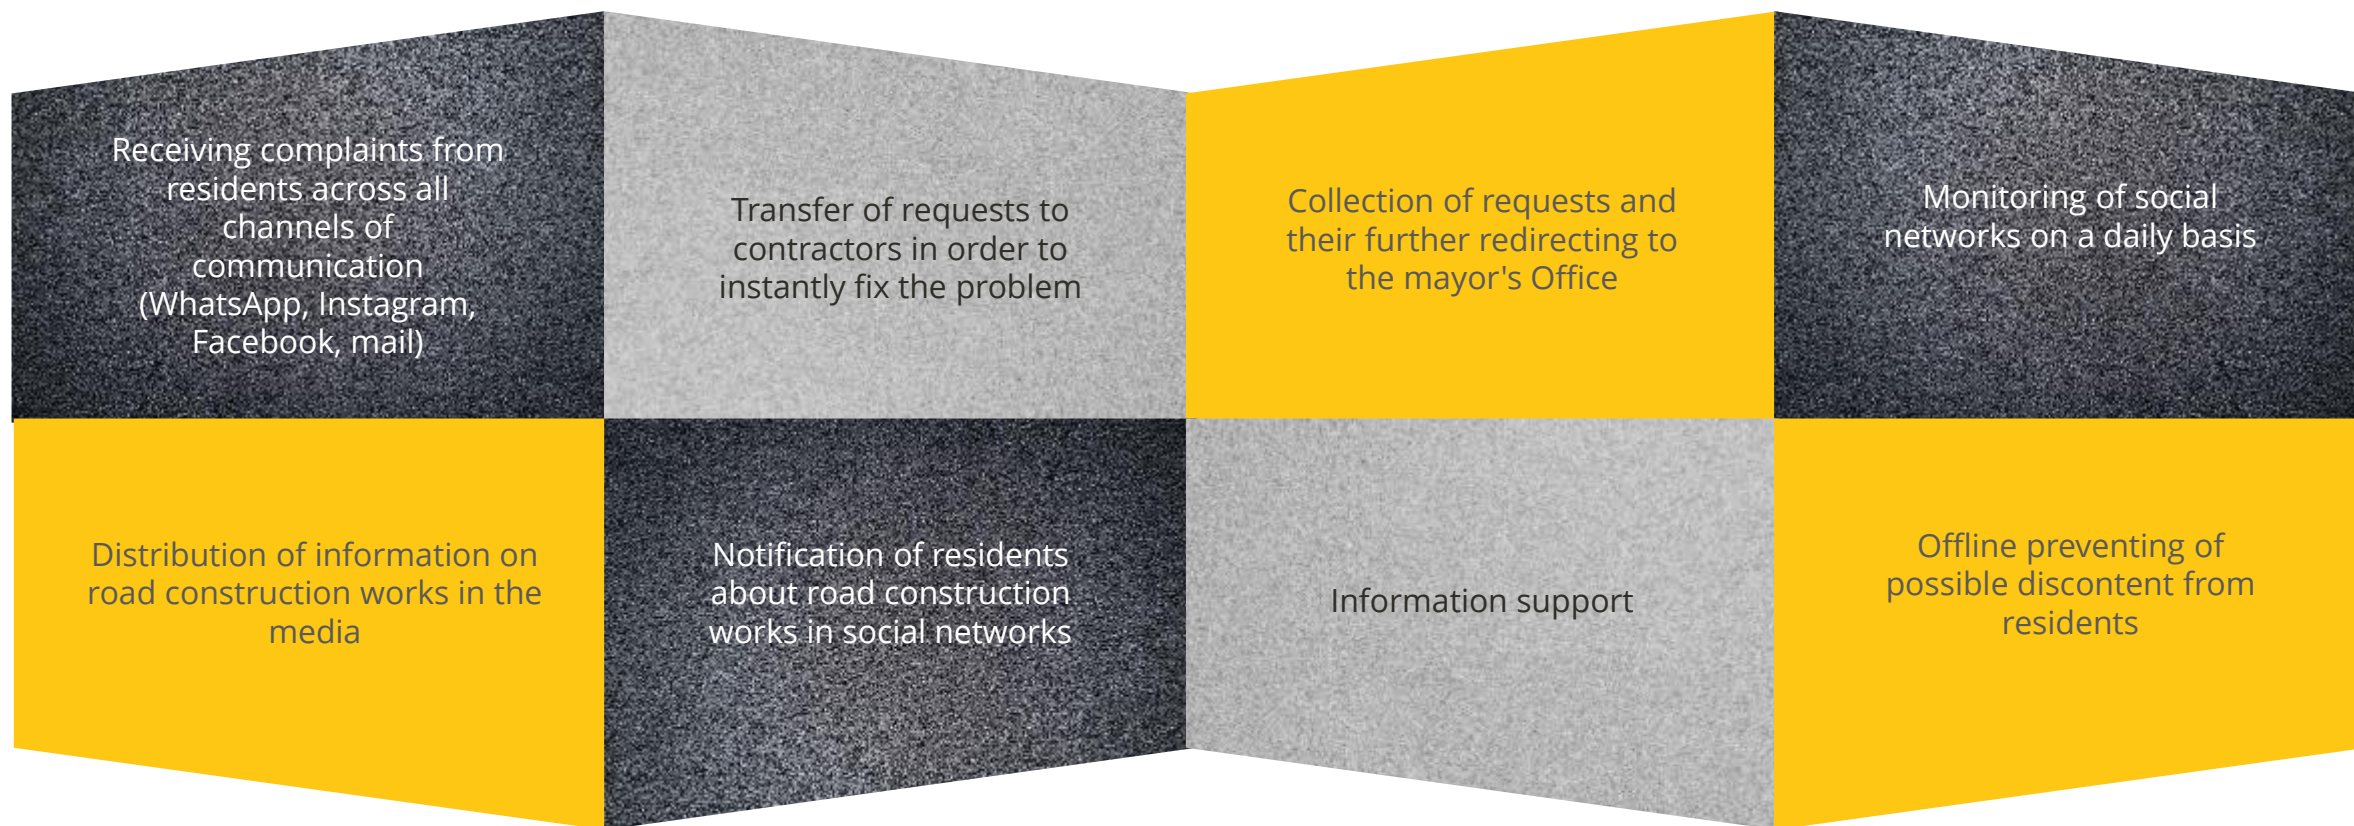 Receiving complaints from
residents across all
channels of
communication
(WhatsApp, Instagram,
Facebook, mail)
Transfer of requests to
contractors in order to
instantly fix the problem
Collection of requests and
their further redirecting to
the mayor's Office
Monitoring of social
networks on a daily basis
Distribution of information on
road construction works in the
media
Notification of residents
about road construction
works in social networks
Information support
Offline preventing of
possible discontent from
residents